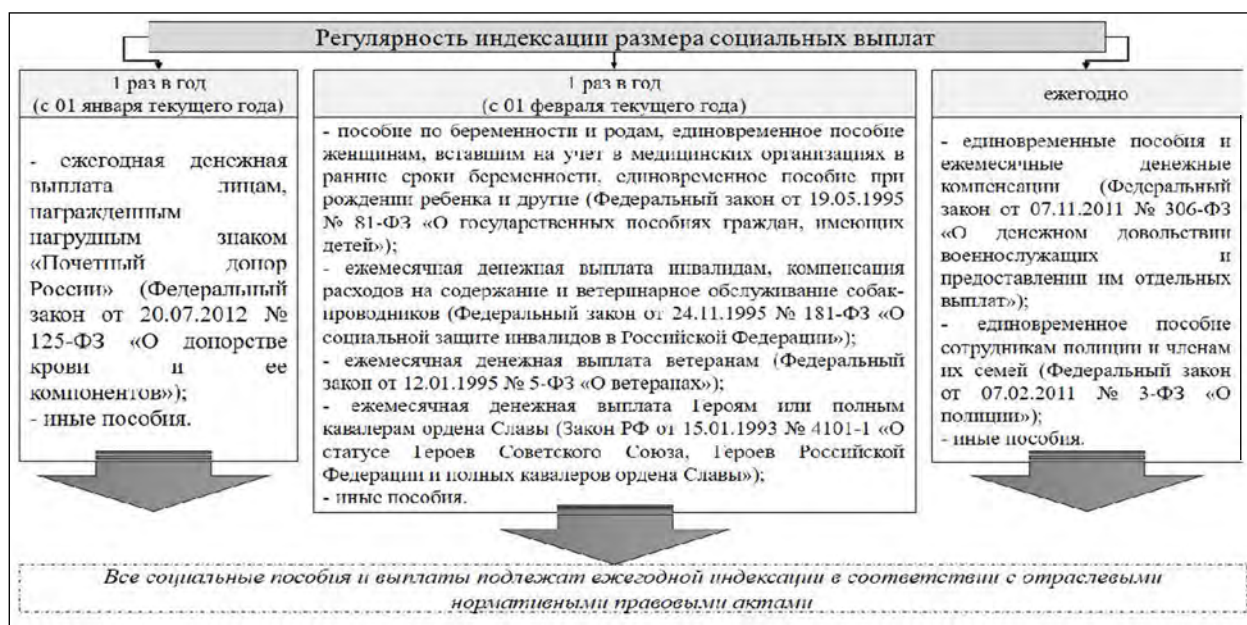 Регулярность индексации размера социальных выплат
1 раз в год
(с 01 января текущего года)
- ежегодная денежная
выплата лицам,
награжденным
нагрудным знаком
«Почетный донор
России» (Федеральный
закон от 20.07.2012 №
125-ФЗ «О донорстве
крови и ее
компонентов»);
- иные пособия.
1 раз в год
(с 01 февраля текущего года)
- пособие по беременности и родам, единовременное пособие
женщинам, вставшим на учет в медицинских организациях в
ранние сроки беременности, единовременное пособие при
рождении ребенка и другие (Федеральный закон от 19.05.1995
№ 81-ФЗ «О государственных пособиях граждан, имеющих
детей»);
- ежемесячная денежная выплата инвалидам, компенсация
расходов на содержание и ветеринарное обслуживание собак-
проводников (Федеральный закон от 24.11.1995 № 181-ФЗ «О
социальной защите инвалидов в Российской Федерации»);
- ежемесячная денежная выплата ветеранам (Федеральный
закон от 12.01.1995 № 5-ФЗ «О ветеранах»);
- ежемесячная денежная выплата Героям или полным
кавалерам ордена Славы (Закон РФ от 15.01.1993 № 4101-1 «О
статусе Героев Советского Союза, Героев Российской
Федерации и полных кавалеров ордена Славы»);
- иные пособия.
ежегодно
- единовременные пособия и
ежемесячные денежные
компенсации (Федеральный
закон от 07.11.2011 № 306-ФЗ
«О денежном довольствии
военнослужащих и
предоставлении им отдельных
выплат»);
- единовременное пособие
сотрудникам полиции и членам
их семей (Федеральный закон
от 07.02.2011 № 3-ФЗ «О
полиции»);
- иные пособия.
Все социальные пособия и выплаты подлежат ежегодной индексации в соответствии с отраслевыми
нормативными правовыми актами